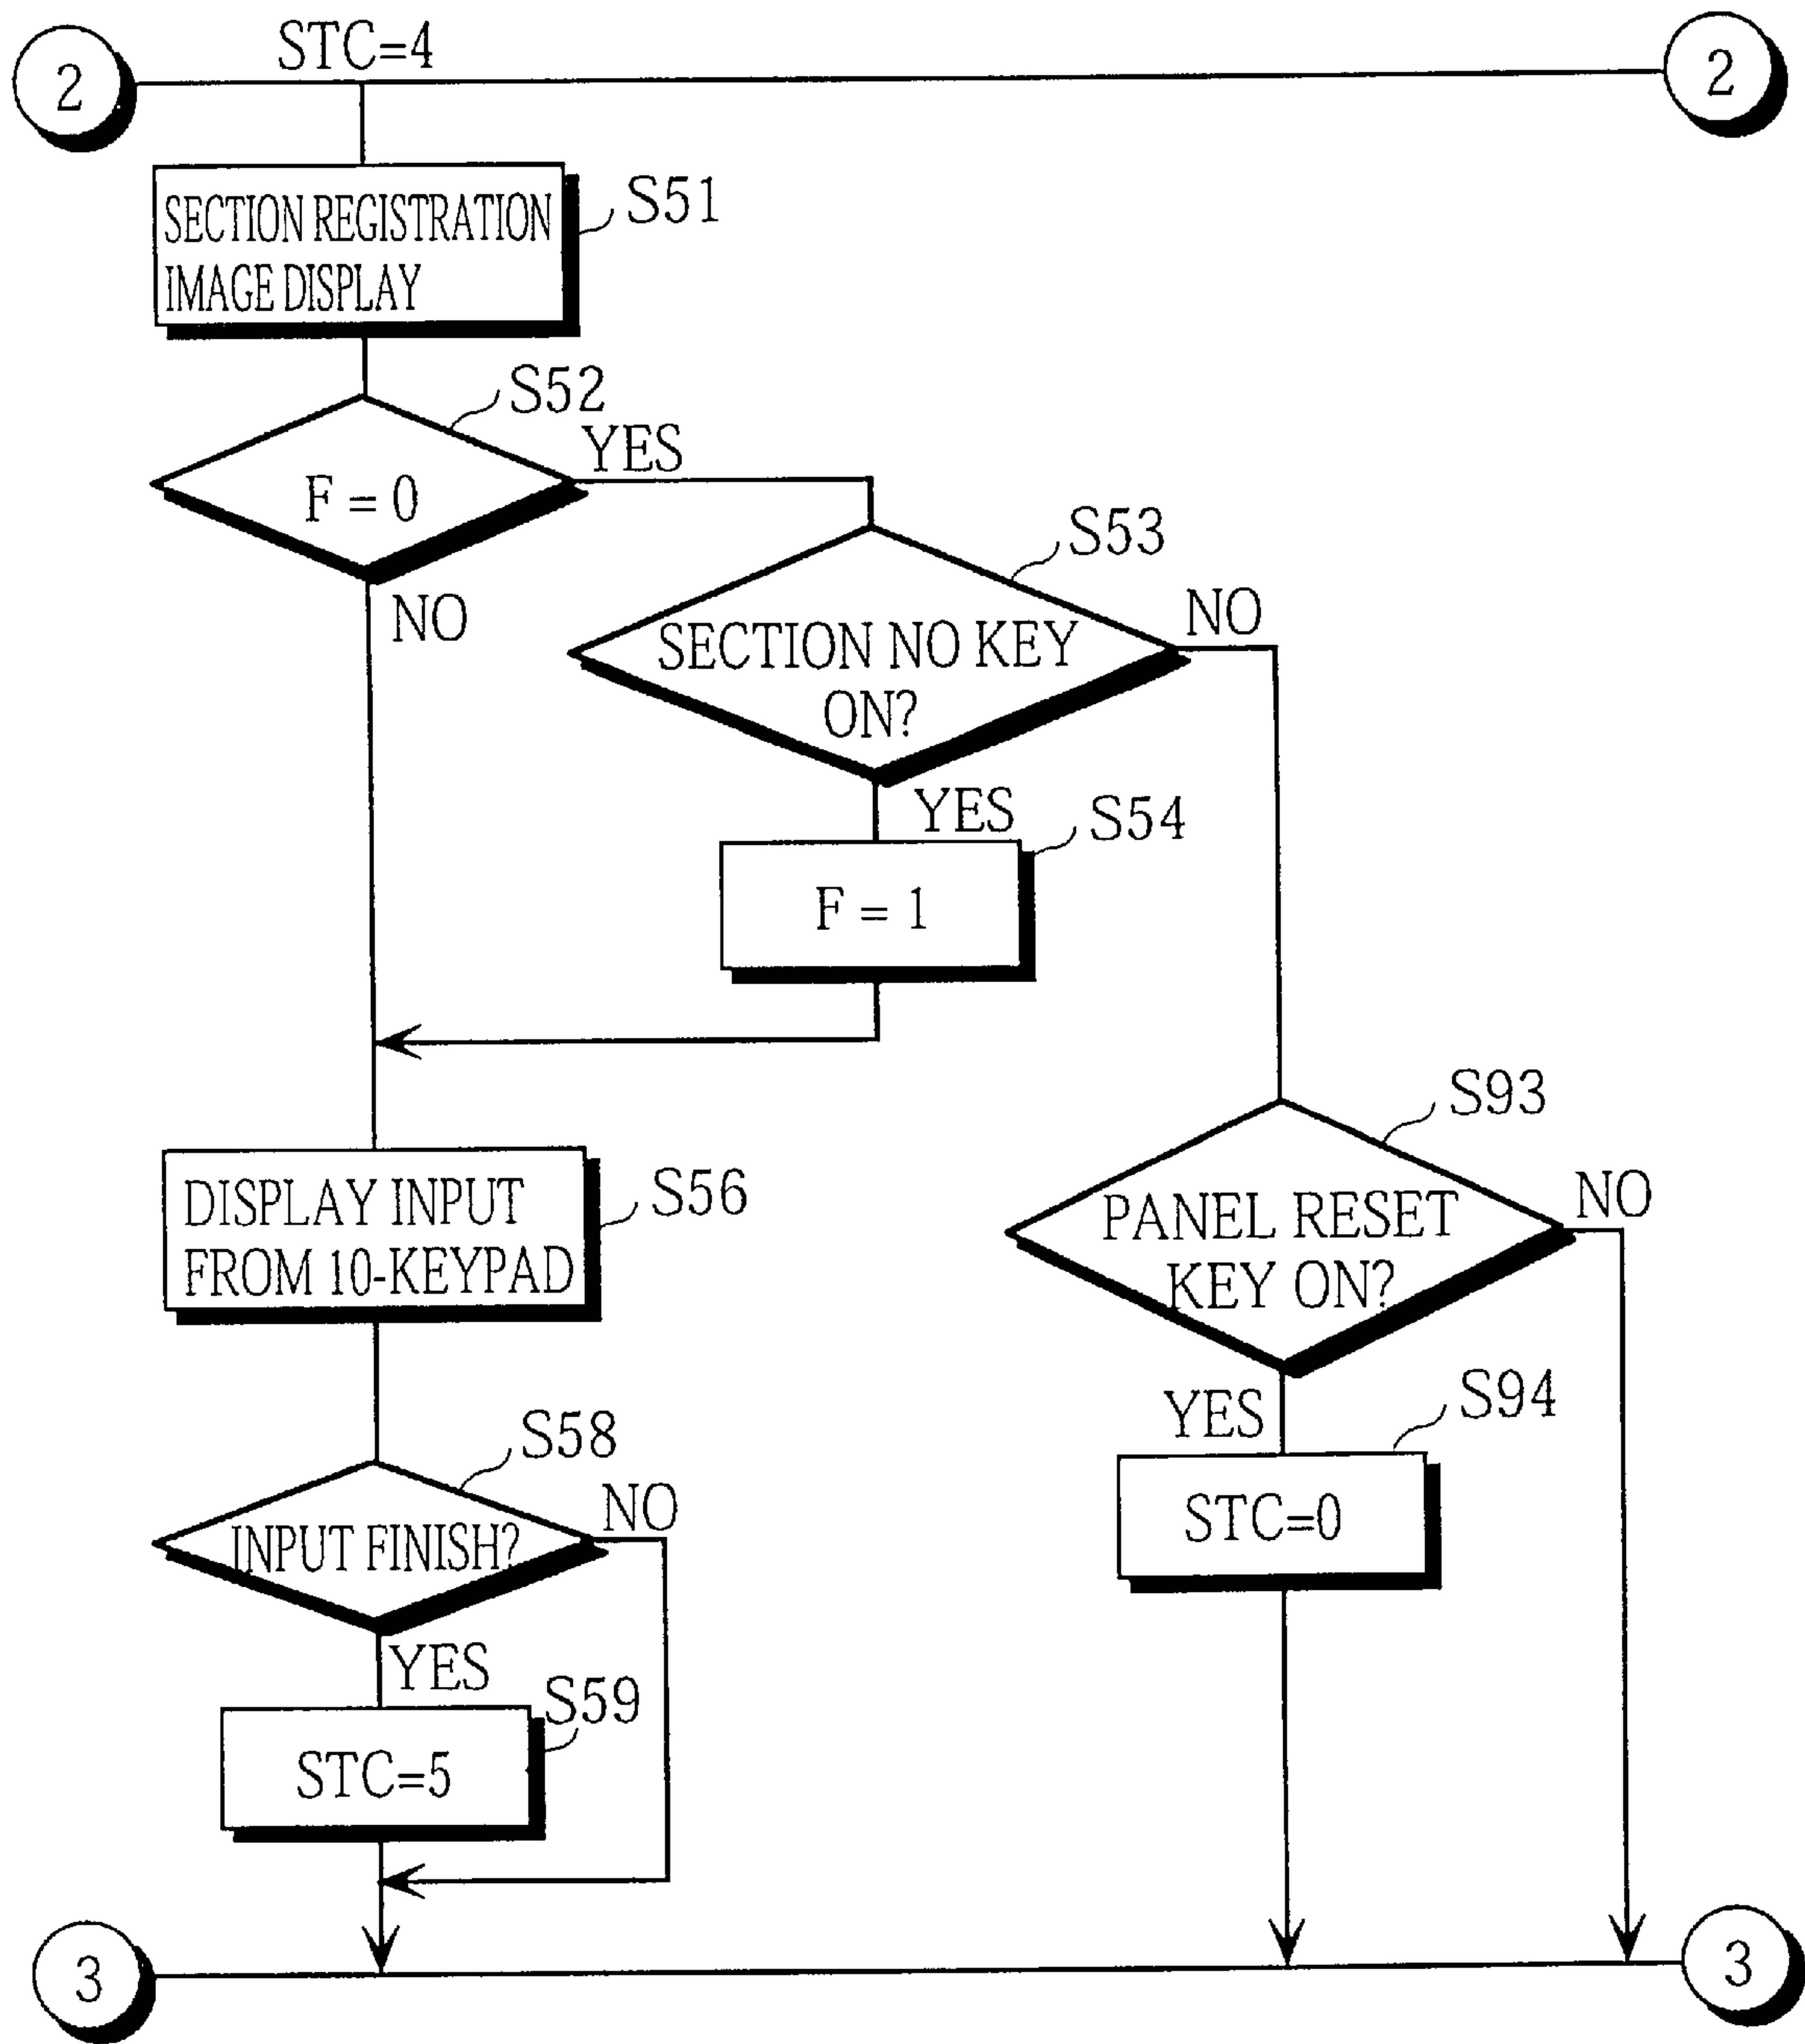 2
STC=4
2
SECTION REGISTRATION
IMAGE DISPLAY
S51
S52
F = 0
YES
NO
S53
SECTION NO KEY
ON?
NO
YES
S54
F = 1
S56
DISPLAY INPUT
FROM 10-KEYPAD
S93
PANEL RESET
KEY ON?
NO
YES
S94
STC=0
S58
INPUT FINISH?
NO
YES
S59
STC=5
3
3